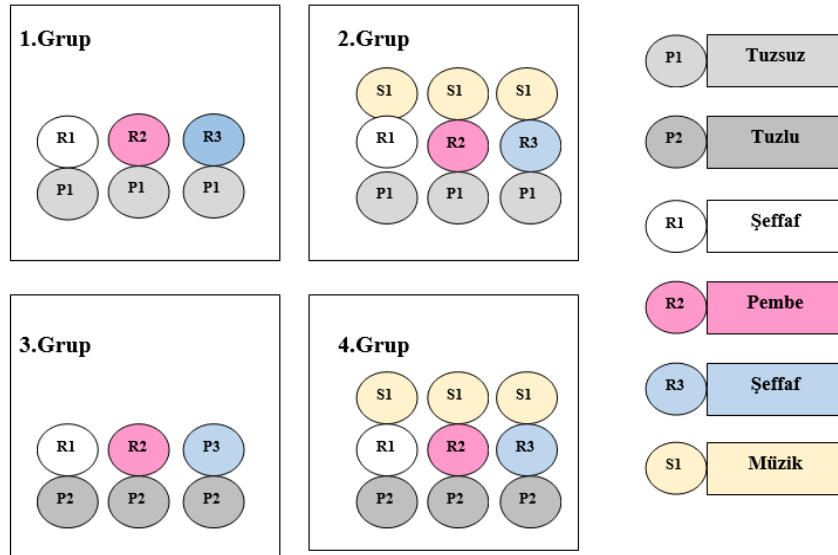 1.Grup
R1 R2 R3
P1 P1 P1
2.Grup
S1 S1 S1
R1 R2 R3
P1 P1 P1
3.Grup
R1 R2 P3
P2 P2 P2
4.Grup
S1 S1 S1
R1 R2 R3
P2 P2 P2
P1 Tuzsuz
P2 Tuzlu
R1 Şeffaf
R2 Pembe
R3 Şeffaf
S1 Müzik